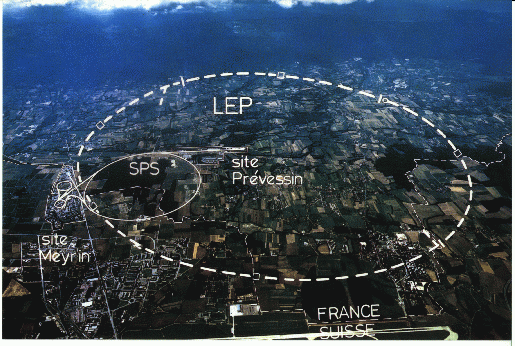 LEP
SPS
site
Prévessin
site
Meyrin
FRANCE
SUISSE